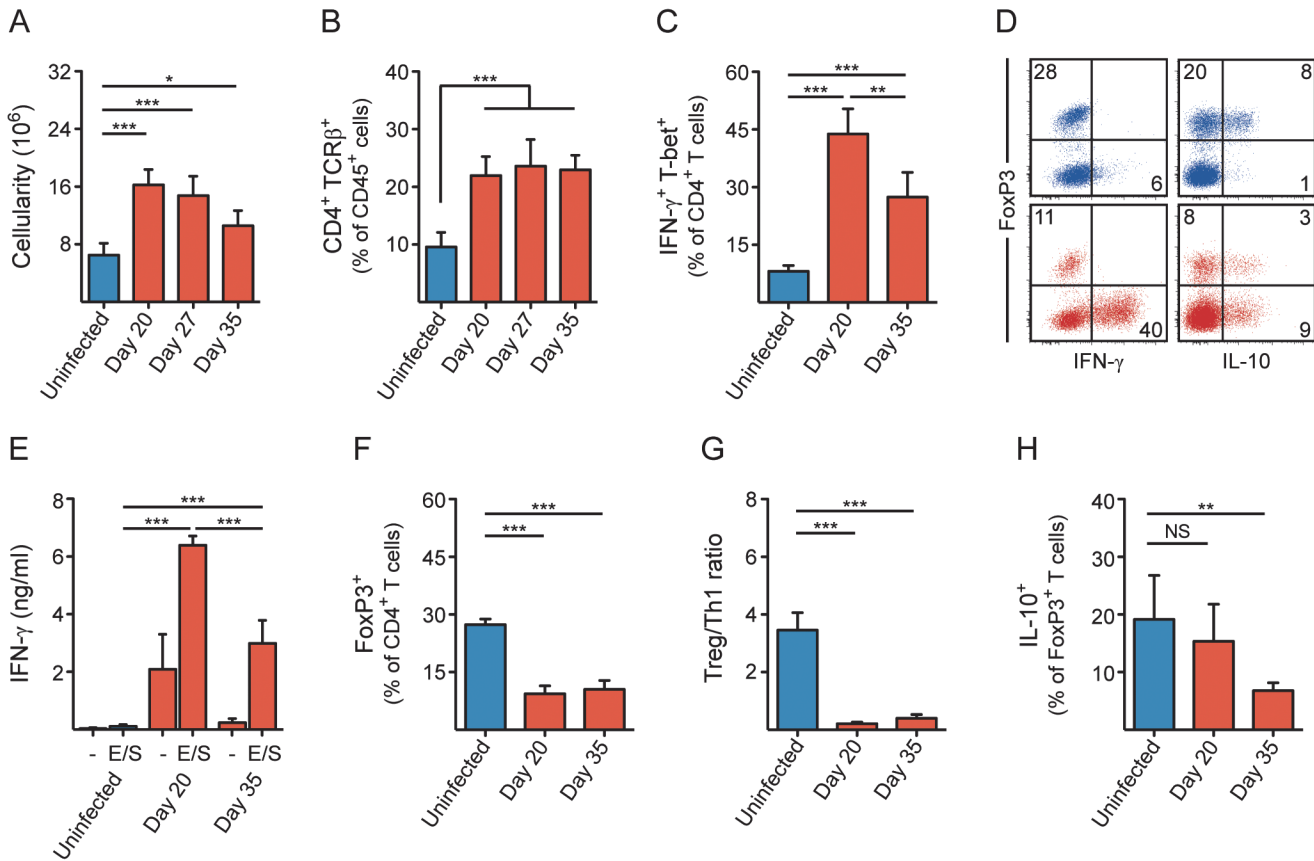 A
Cellularity (10⁶)
32
24
16
8
*
***
***
Uninfected
Day 20
Day 27
Day 35
B
CD4⁺ TCRβ⁺
(% of CD45⁺ cells)
40
30
20
10
***
Uninfected
Day 20
Day 27
Day 35
C
IFN-γ⁺ T-bet⁺
(% of CD4⁺ T cells)
60
45
30
15
***
***
**
Uninfected
Day 20
Day 35
D
FoxP3
28
6
20
8
1
11
40
8
3
9
IFN-γ
IL-10
E
IFN-γ (ng/ml)
8
6
4
2
***
***
***
- E/S - E/S - E/S
Uninfected
Day 20
Day 35
F
FoxP3⁺
(% of CD4⁺ T cells)
60
45
30
15
***
***
Uninfected
Day 20
Day 35
G
Treg/Th1 ratio
8
6
4
2
***
***
Uninfected
Day 20
Day 35
H
IL-10⁺
(% of FoxP3⁺ T cells)
40
30
20
10
**
NS
Uninfected
Day 20
Day 35